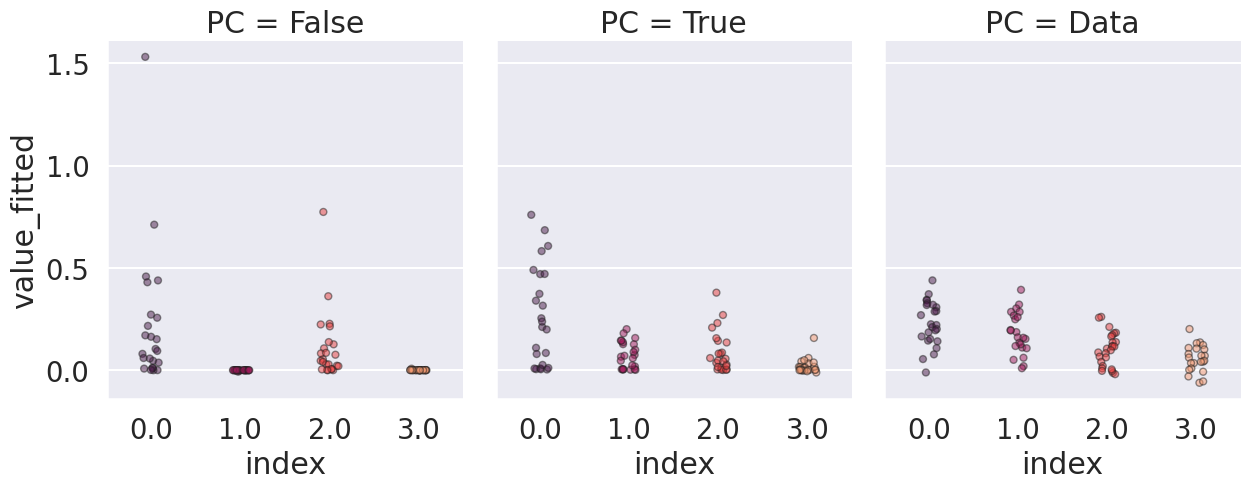 PC = False PC = True PC = Data
1.5
1.0
0.5
0.0
value_fitted
0.0 1.0 2.0 3.0 0.0 1.0 2.0 3.0 0.0 1.0 2.0 3.0
index index index